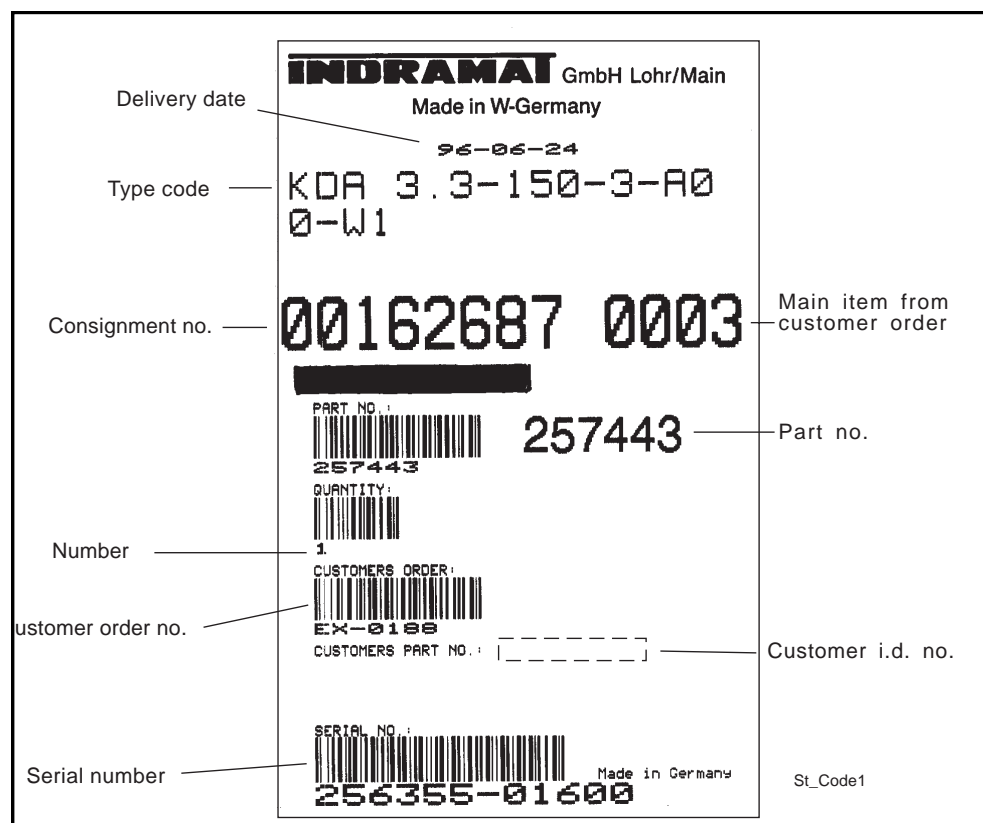 INDRAMAT GmbH Lohr/Main
Made in W-Germany
Delivery date
96-06-24
Type code
KDA 3.3-150-3-A0
0-W1
Consignment no.
00162687 0003
Main item from
customer order
PART NO.:
257443
Part no.
257443
QUANTITY:
Number
1
CUSTOMERS ORDER:
ustomer order no.
EX-0188
CUSTOMERS PART NO.:
Customer i.d. no.
SERIAL NO.:
Serial number
Made in Germany
256355-01600
St_Code1